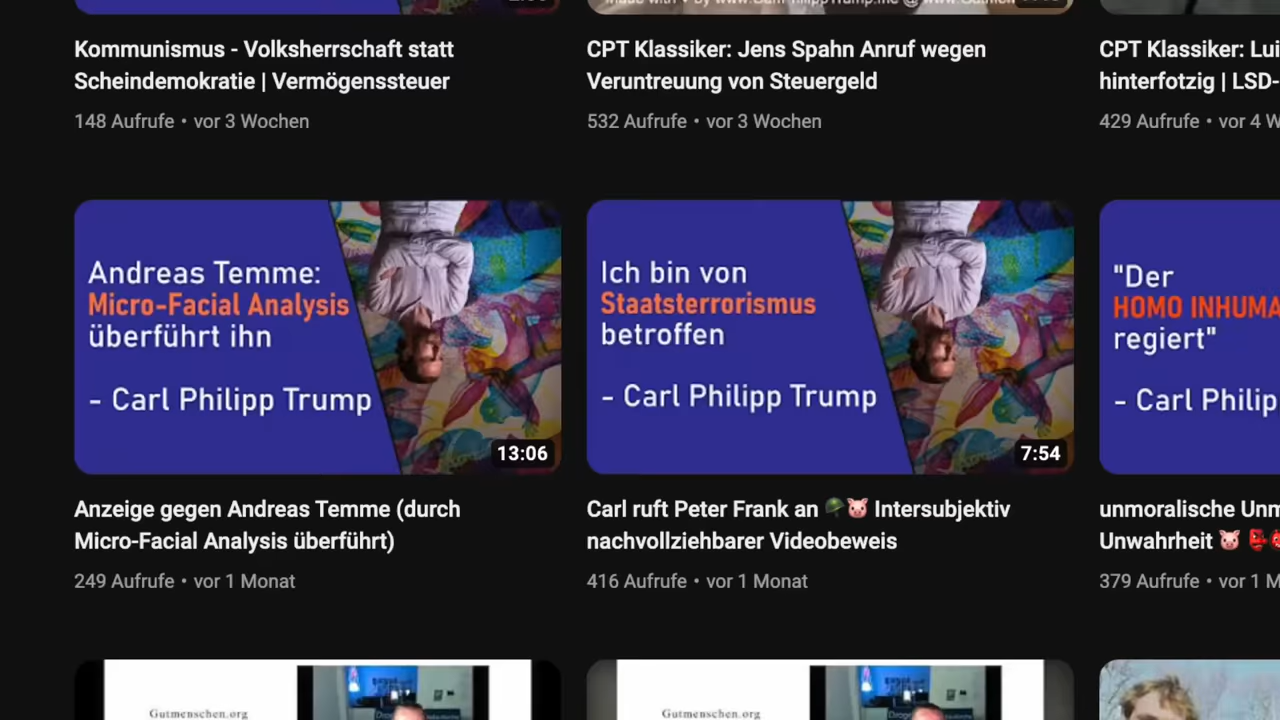 Kommunismus - Volksherrschaft statt
Scheindemokratie | Vermögenssteuer
148 Aufrufe • vor 3 Wochen
CPT Klassiker: Jens Spahn Anruf wegen
Veruntreuung von Steuergeld
532 Aufrufe • vor 3 Wochen
CPT Klassiker: Lui
hinterfotzig | LSD-
429 Aufrufe • vor 4 W
Andreas Temme:
Micro-Facial Analysis
überführt ihn
- Carl Philipp Trump
13:06
Ich bin von
Staatsterrorismus
betroffen
- Carl Philipp Trump
7:54
"Der
HOMO INHUMA
regiert"
- Carl Philip
Anzeige gegen Andreas Temme (durch
Micro-Facial Analysis überführt)
249 Aufrufe • vor 1 Monat
Carl ruft Peter Frank an 🪖🐷 Intersubjektiv
nachvollziehbarer Videobeweis
416 Aufrufe • vor 1 Monat
unmoralische Unm
Unwahrheit 🐷 👺
379 Aufrufe • vor 1 M
Gutmenschen.org
Gutmenschen.org